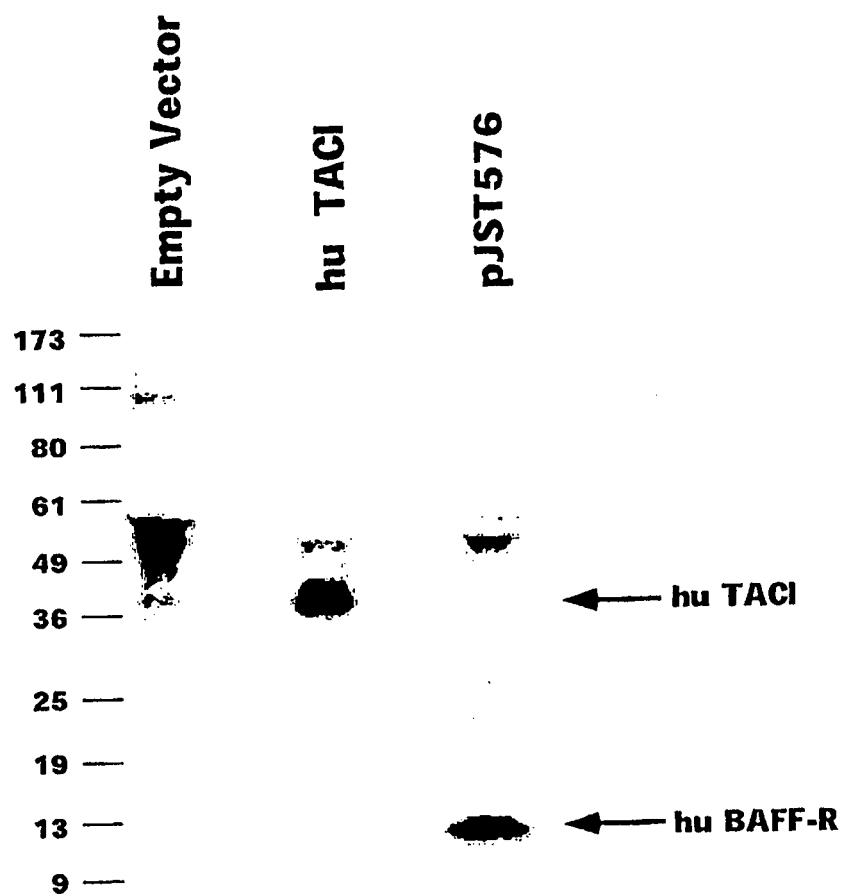 Empty Vector
hu TACI
pJST576
173
111
80
61
49
36
25
19
13
9
hu TACI
hu BAFF-R